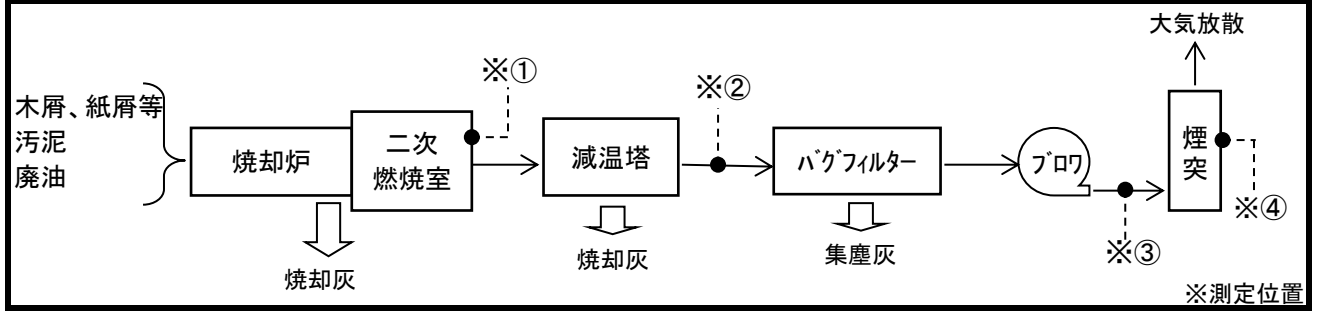 大気放散
※①
※②
木屑、紙屑等
汚泥
廃油
焼却炉
二次
燃焼室
減温塔
バグフィルター
ブロワ
煙
突
※④
※③
焼却灰
焼却灰
集塵灰
※測定位置